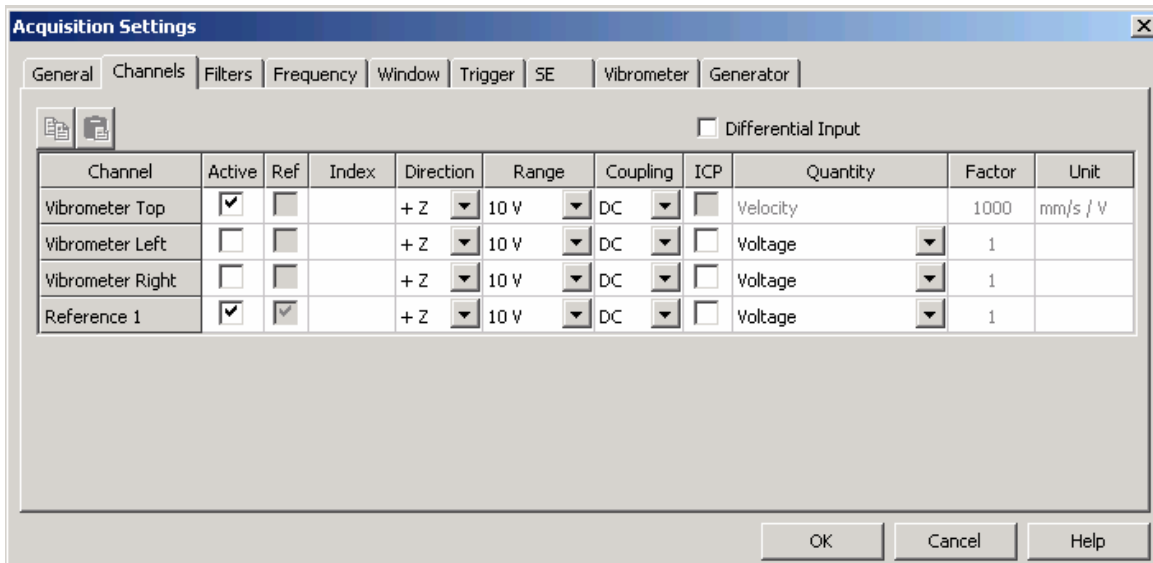 Acquisition Settings
General Channels Filters Frequency Window Trigger SE Vibrometer Generator
Differential Input
Channel Active Ref Index Direction Range Coupling ICP Quantity Factor Unit
Vibrometer Top + Z 10 V DC Velocity 1000 mm/s / V
Vibrometer Left + Z 10 V DC Voltage 1
Vibrometer Right + Z 10 V DC Voltage 1
Reference 1 + Z 10 V DC Voltage 1
OK Cancel Help